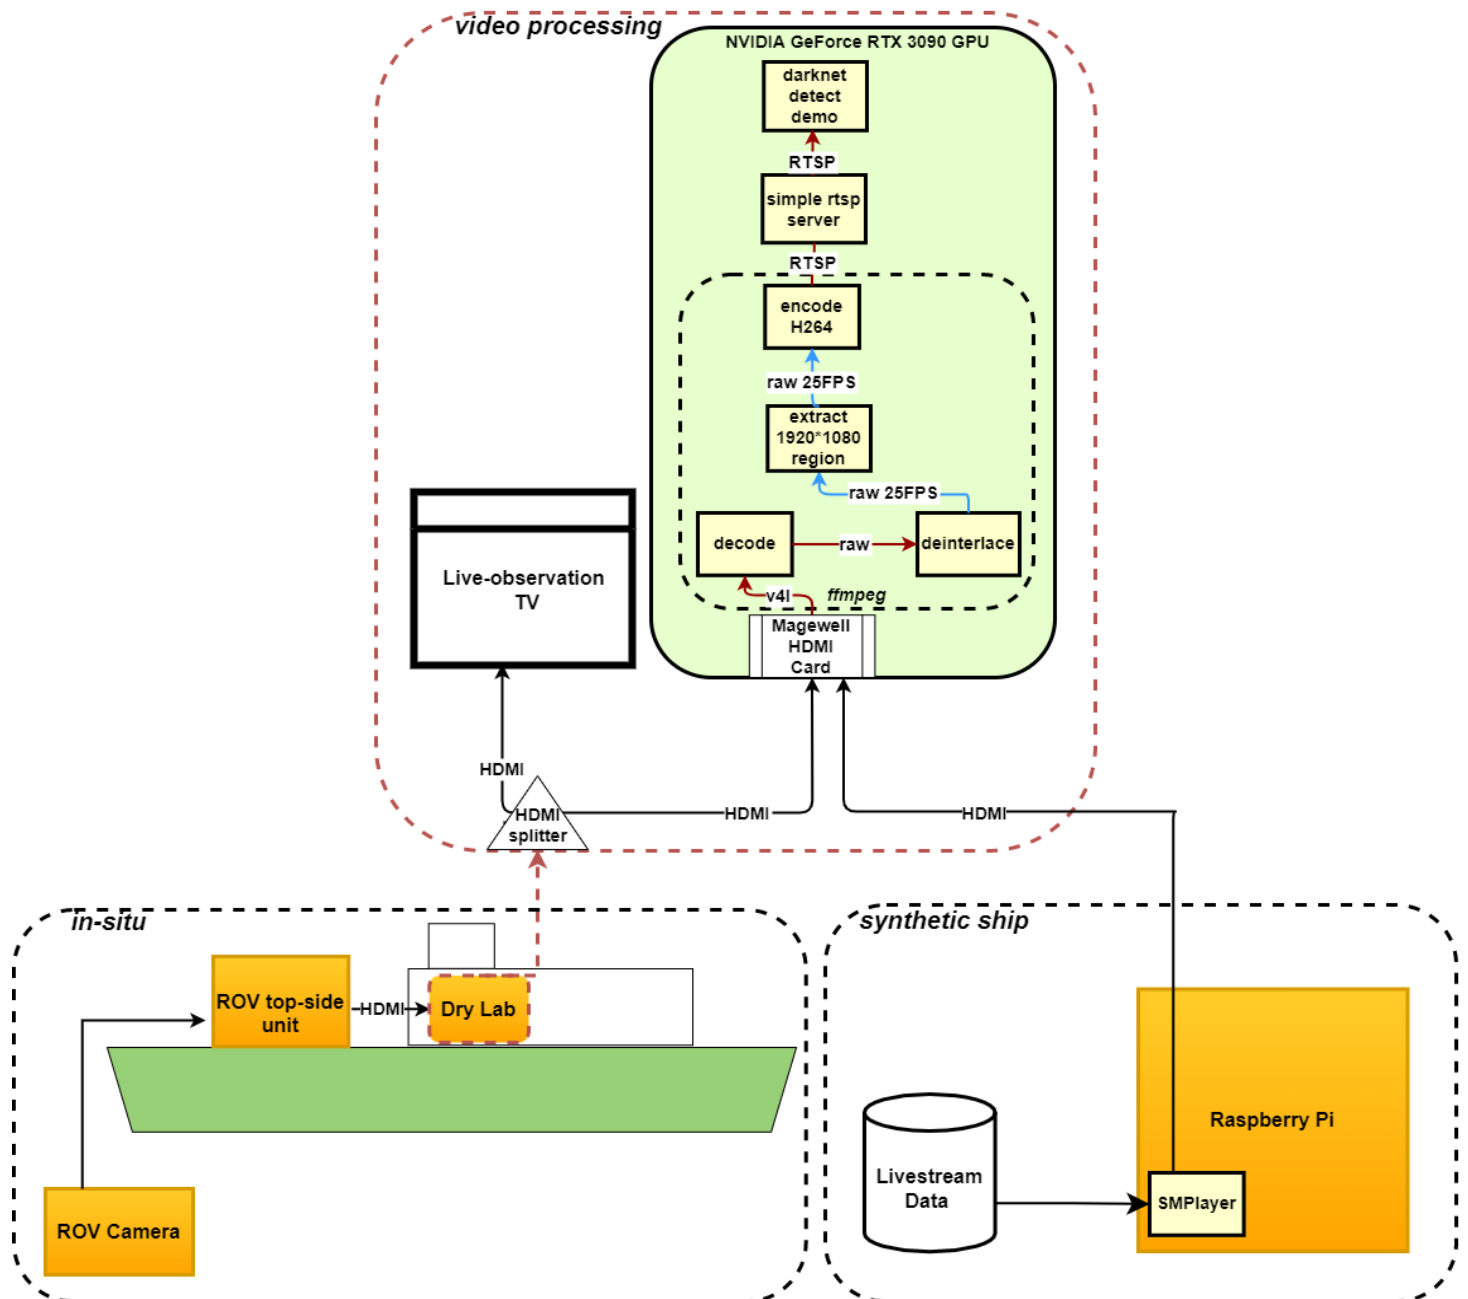 video processing
NVIDIA GeForce RTX 3090 GPU
darknet
detect
demo
RTSP
simple rtsp
server
RTSP
encode
H264
raw 25FPS
extract
1920*1080
region
raw 25FPS
decode
raw
deinterlace
v4l
ffmpeg
Magewell
HDMI
Card
Live-observation
TV
HDMI
HDMI
splitter
HDMI
HDMI
in-situ
ROV top-side
unit
HDMI
Dry Lab
ROV Camera
synthetic ship
Raspberry Pi
Livestream
Data
SMPlayer